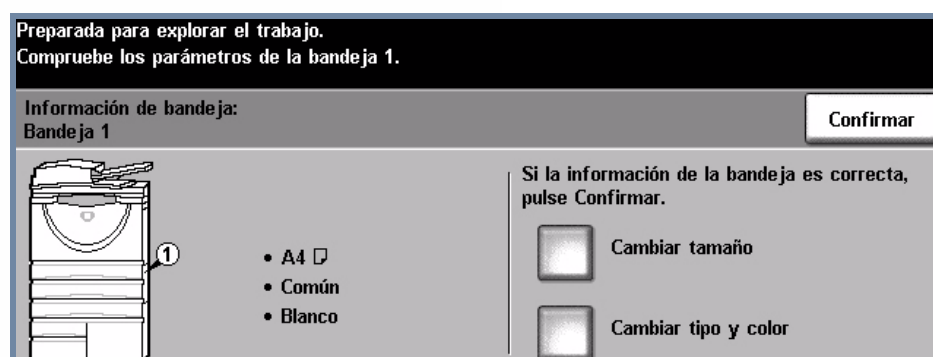 Preparada para explorar el trabajo.
Compruebe los parámetros de la bandeja 1.
Información de bandeja:
Bandeja 1
Confirmar
1
• A4
• Común
• Blanco
Si la información de la bandeja es correcta,
pulse Confirmar.
Cambiar tamaño
Cambiar tipo y color